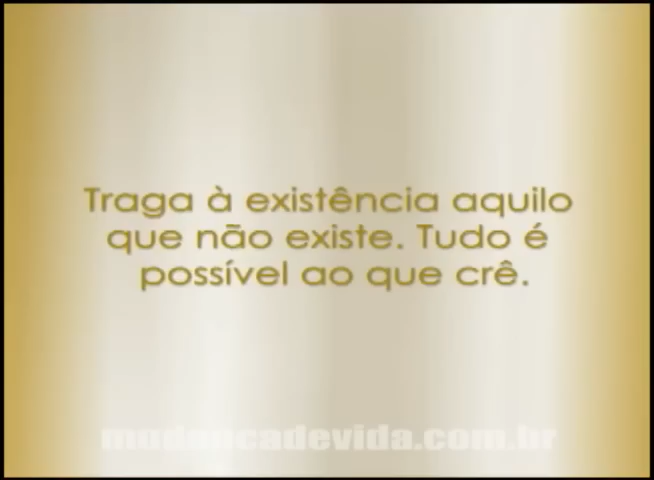 Traga à existência aquilo
que não existe. Tudo é
possível ao que crê.
mudancadevida.com.br